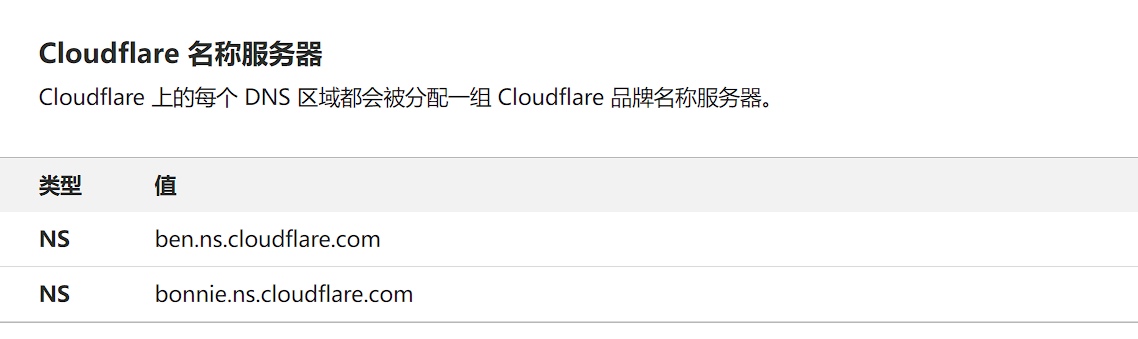 Cloudflare 名称服务器
Cloudflare 上的每个 DNS 区域都会被分配一组 Cloudflare 品牌名称服务器。
类型 值
NS ben.ns.cloudflare.com
NS bonnie.ns.cloudflare.com